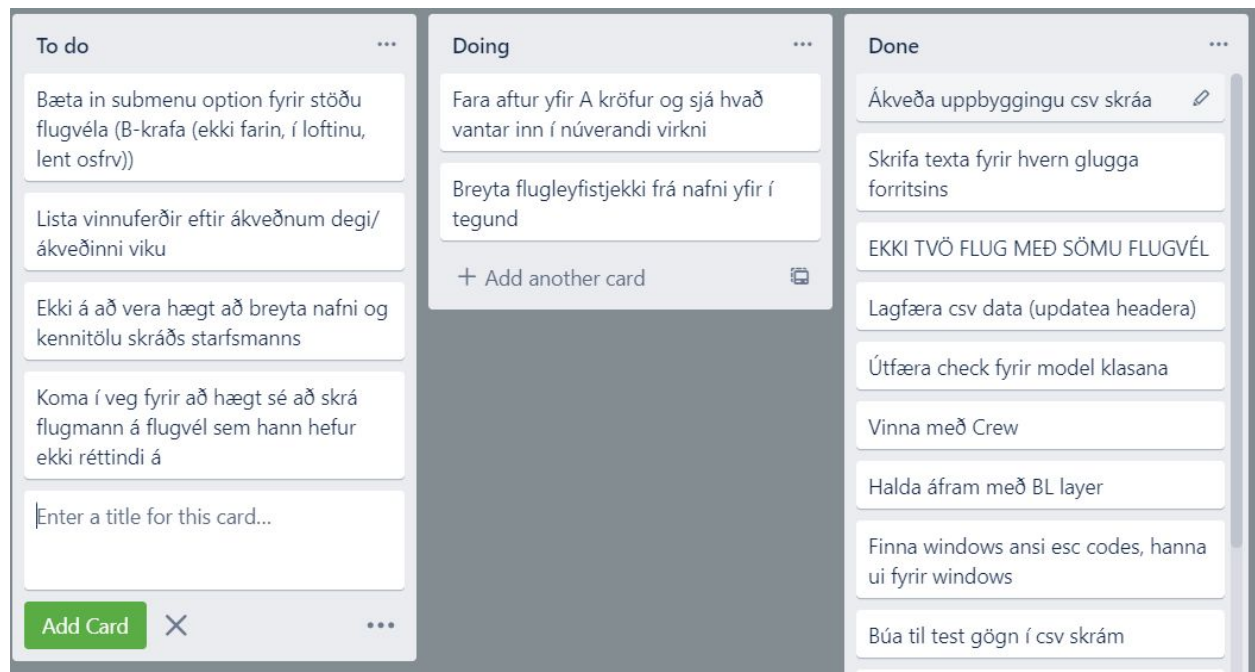 To do
Bæta in submenu option fyrir stöðu
flugvéla (B-krafa (ekki farin, í loftinu,
lent osfrv))
Lista vinnuferðir eftir ákveðnum degi/
ákveðinni viku
Ekki á að vera hægt að breyta nafni og
kennitölu skráðs starfsmanns
Koma í veg fyrir að hægt sé að skrá
flugmann á flugvél sem hann hefur
ekki réttindi á
Enter a title for this card...
Add Card
Doing
Fara aftur yfir A kröfur og sjá hvað
vantar inn í núverandi virkni
Breyta flugleyfistjekki frá nafni yfir í
tegund
+ Add another card
Done
Ákveða uppbyggingu csv skráa
Skrifa texta fyrir hvern glugga
forritsins
EKKI TVÖ FLUG MEÐ SÖMU FLUGVÉL
Lagfæra csv data (updatea headera)
Útfæra check fyrir model klasana
Vinna með Crew
Halda áfram með BL layer
Finna windows ansi esc codes, hanna
ui fyrir windows
Búa til test gögn í csv skrám